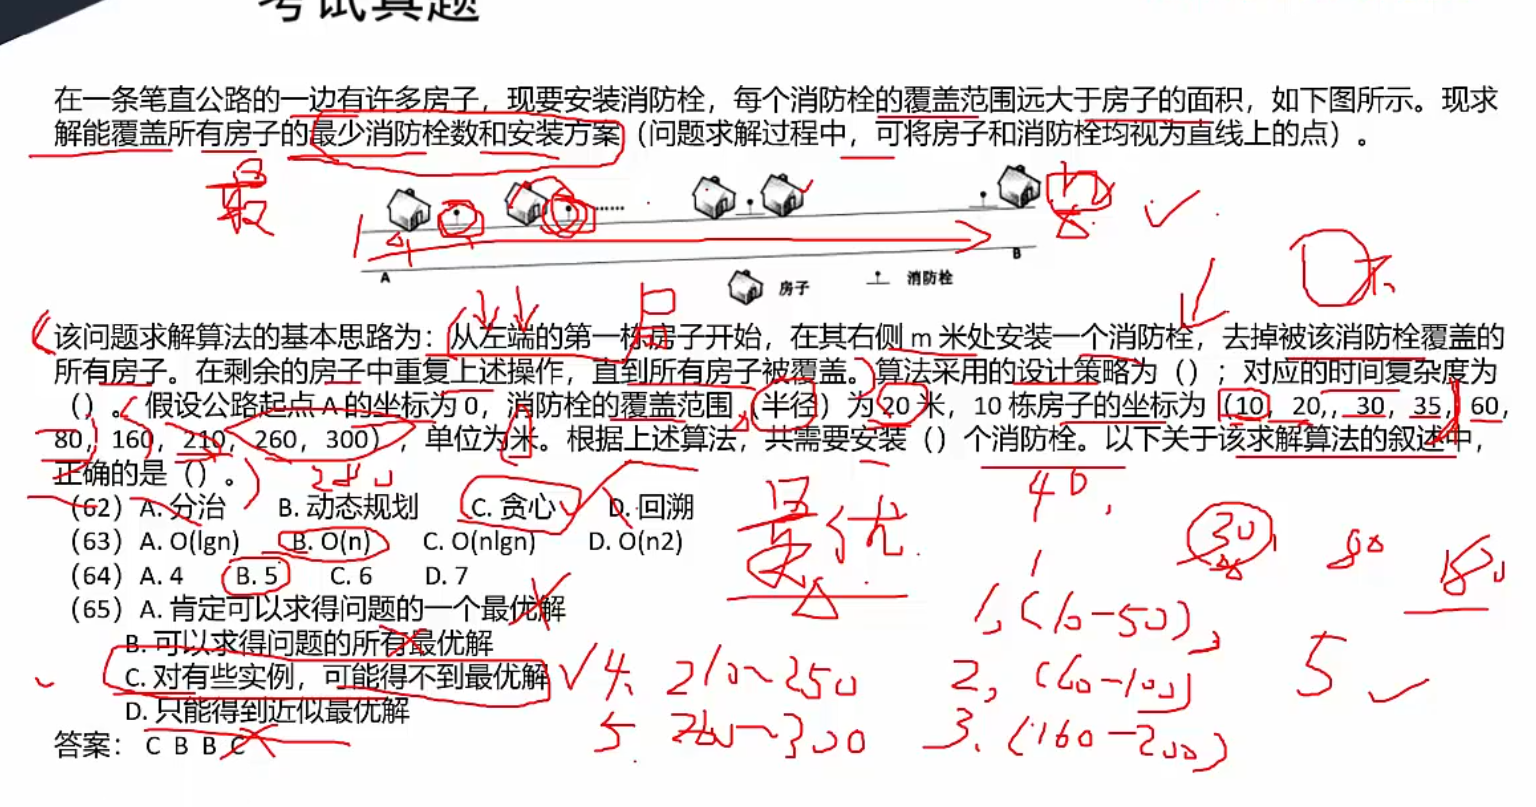 考试真题
在一条笔直公路的一边有许多房子，现要安装消防栓，每个消防栓的覆盖范围远大于房子的面积，如下图所示。现求
解能覆盖所有房子的最少消防栓数和安装方案（问题求解过程中，可将房子和消防栓均视为直线上的点）。
......
A
B
房子
消防栓
该问题求解算法的基本思路为：从左端的第一栋房子开始，在其右侧 m 米处安装一个消防栓，去掉被该消防栓覆盖的
所有房子。在剩余的房子中重复上述操作，直到所有房子被覆盖。算法采用的设计策略为（）；对应的时间复杂度为
（）。假设公路起点 A 的坐标为 0，消防栓的覆盖范围（半径）为 20 米，10 栋房子的坐标为（10，20,，30，35，60，
80，160，210，260，300），单位为米。根据上述算法，共需要安装（）个消防栓。以下关于该求解算法的叙述中，
正确的是（）。
（62）A. 分治 B. 动态规划 C. 贪心 D. 回溯
（63）A. O(lgn) B. O(n) C. O(nlgn) D. O(n2)
（64）A. 4 B. 5 C. 6 D. 7
（65）A. 肯定可以求得问题的一个最优解
B. 可以求得问题的所有最优解
C. 对有些实例，可能得不到最优解
D. 只能得到近似最优解
答案： C B B C
40
30
80
180
优
1,(10-50),
2,(60-100)
3.(160-200)
4、210~250
5 260~300
5